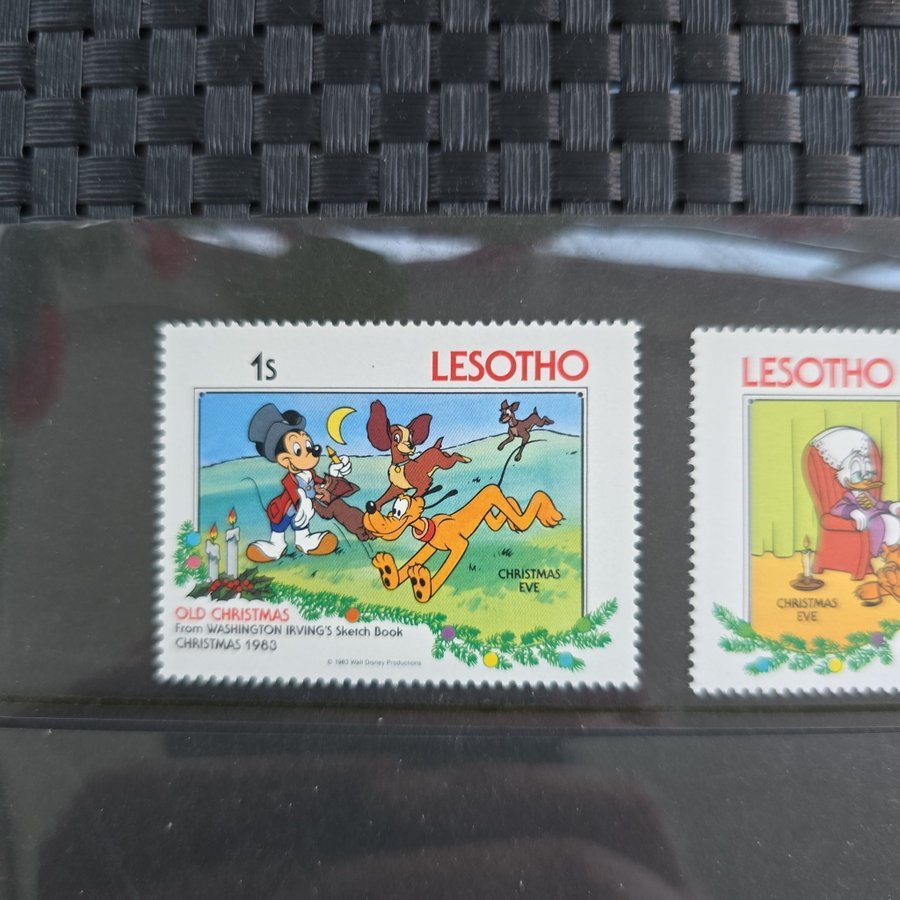 1s LESOTHO
CHRISTMAS
EVE
OLD CHRISTMAS
From WASHINGTON IRVING'S Sketch Book
CHRISTMAS 1983
© 1983 Walt Disney Productions
LESOTHO
CHRISTMAS
EVE